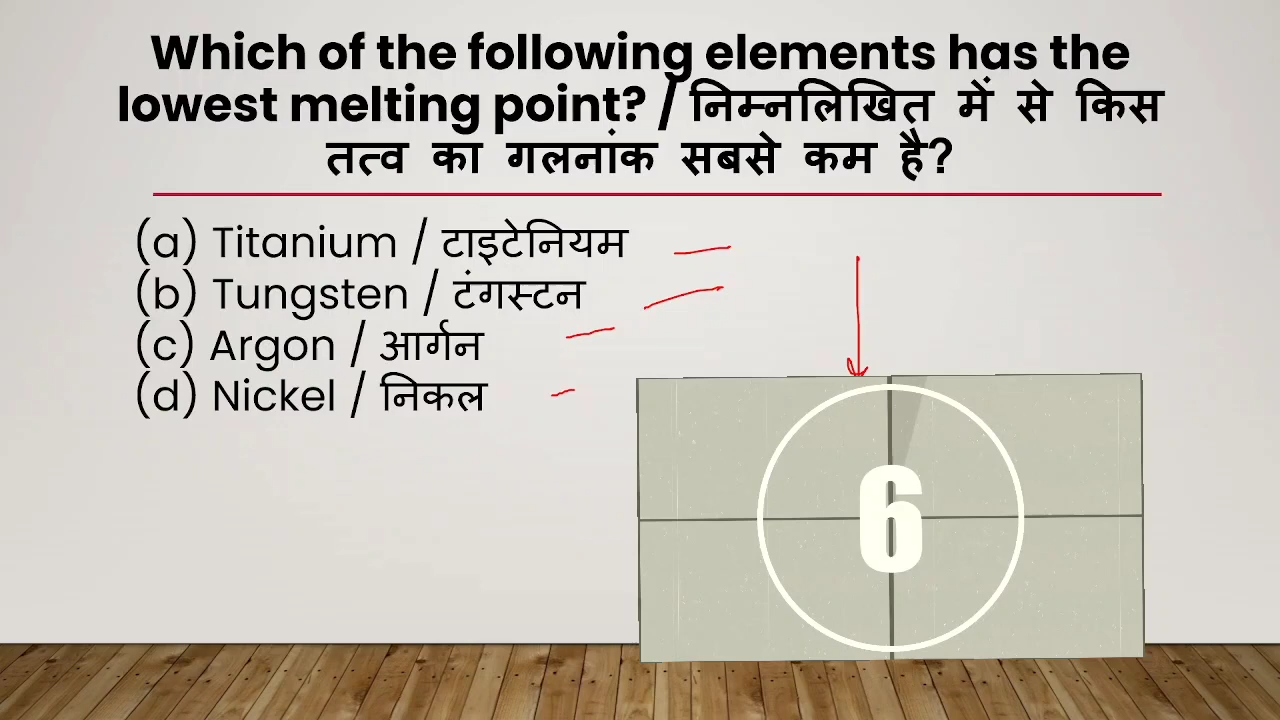 Which of the following elements has the
lowest melting point? / निम्नलिखित में से किस
तत्व का गलनांक सबसे कम है?
(a) Titanium / टाइटेनियम
(b) Tungsten / टंगस्टन
(c) Argon / आर्गन
(d) Nickel / निकल
6